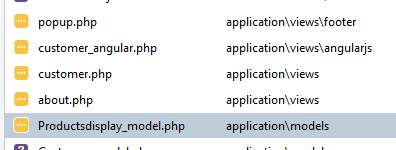 popup.php application\views\footer
customer_angular.php application\views\angularjs
customer.php application\views
about.php application\views
Productsdisplay_model.php application\models